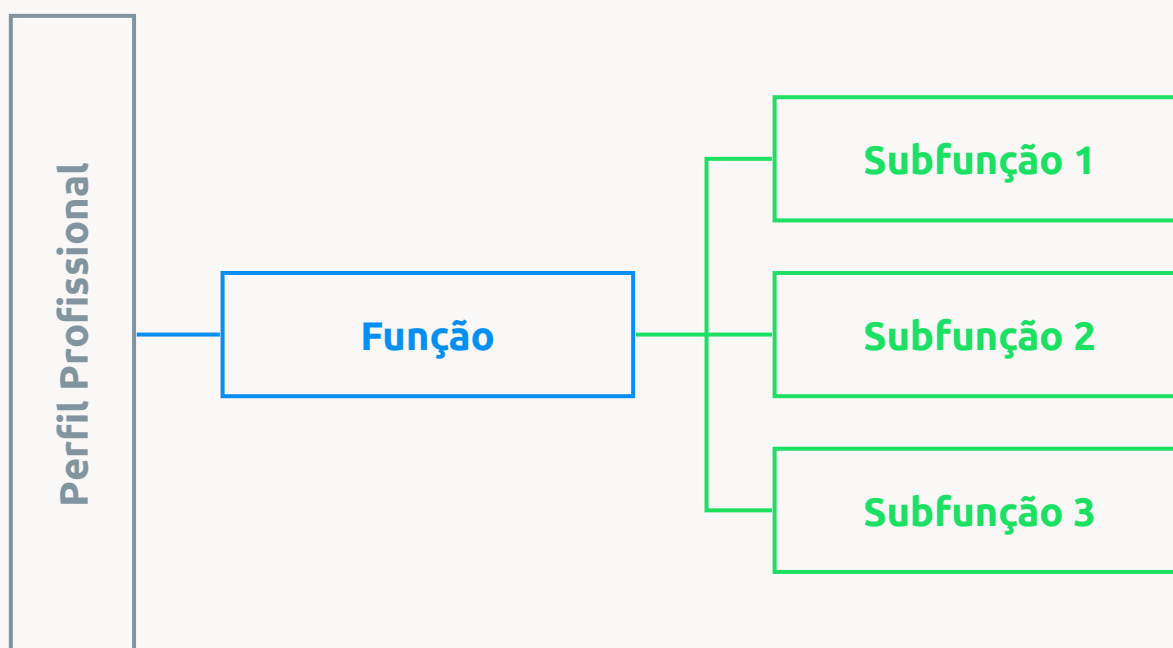 Perfil Profissional
Função
Subfunção 1
Subfunção 2
Subfunção 3